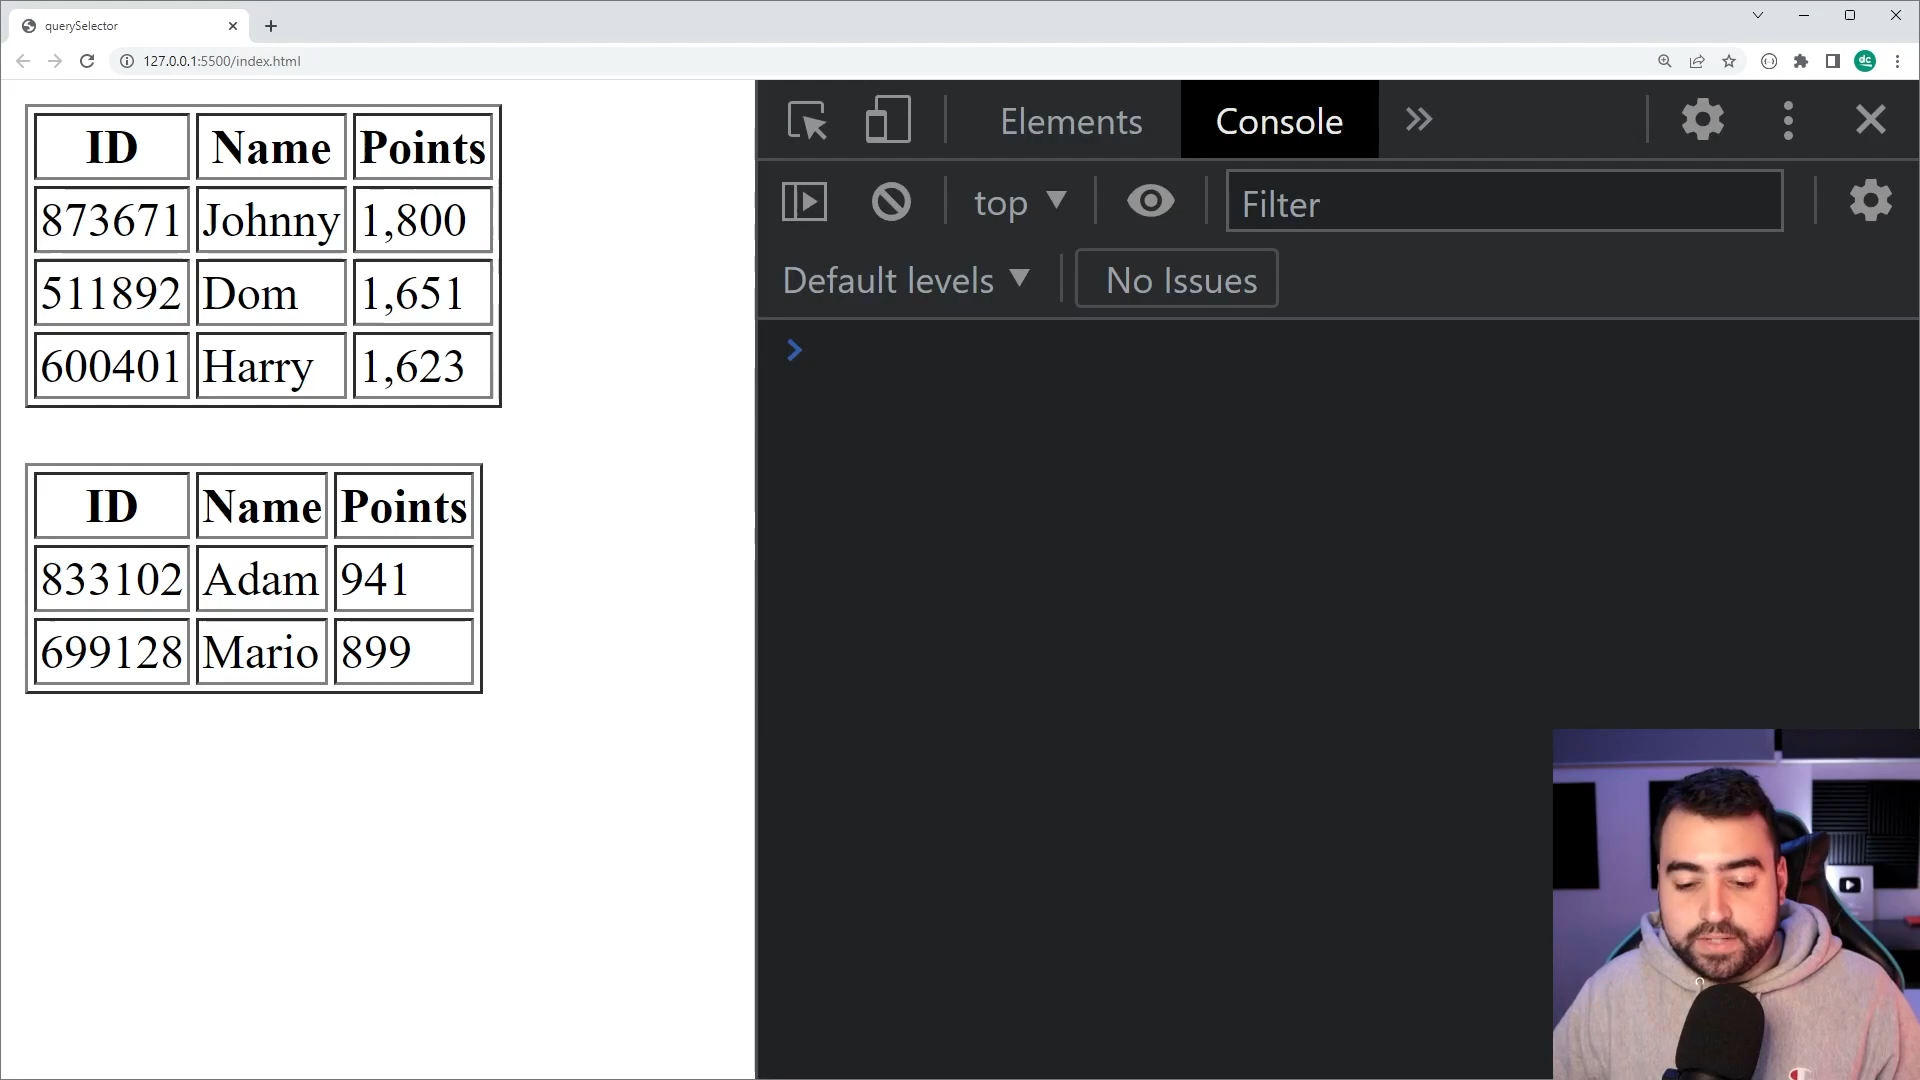 querySelector
127.0.0.1:5500/index.html
dc
ID Name Points
873671 Johnny 1,800
511892 Dom 1,651
600401 Harry 1,623
ID Name Points
833102 Adam 941
699128 Mario 899
Elements Console
top Filter
Default levels No Issues